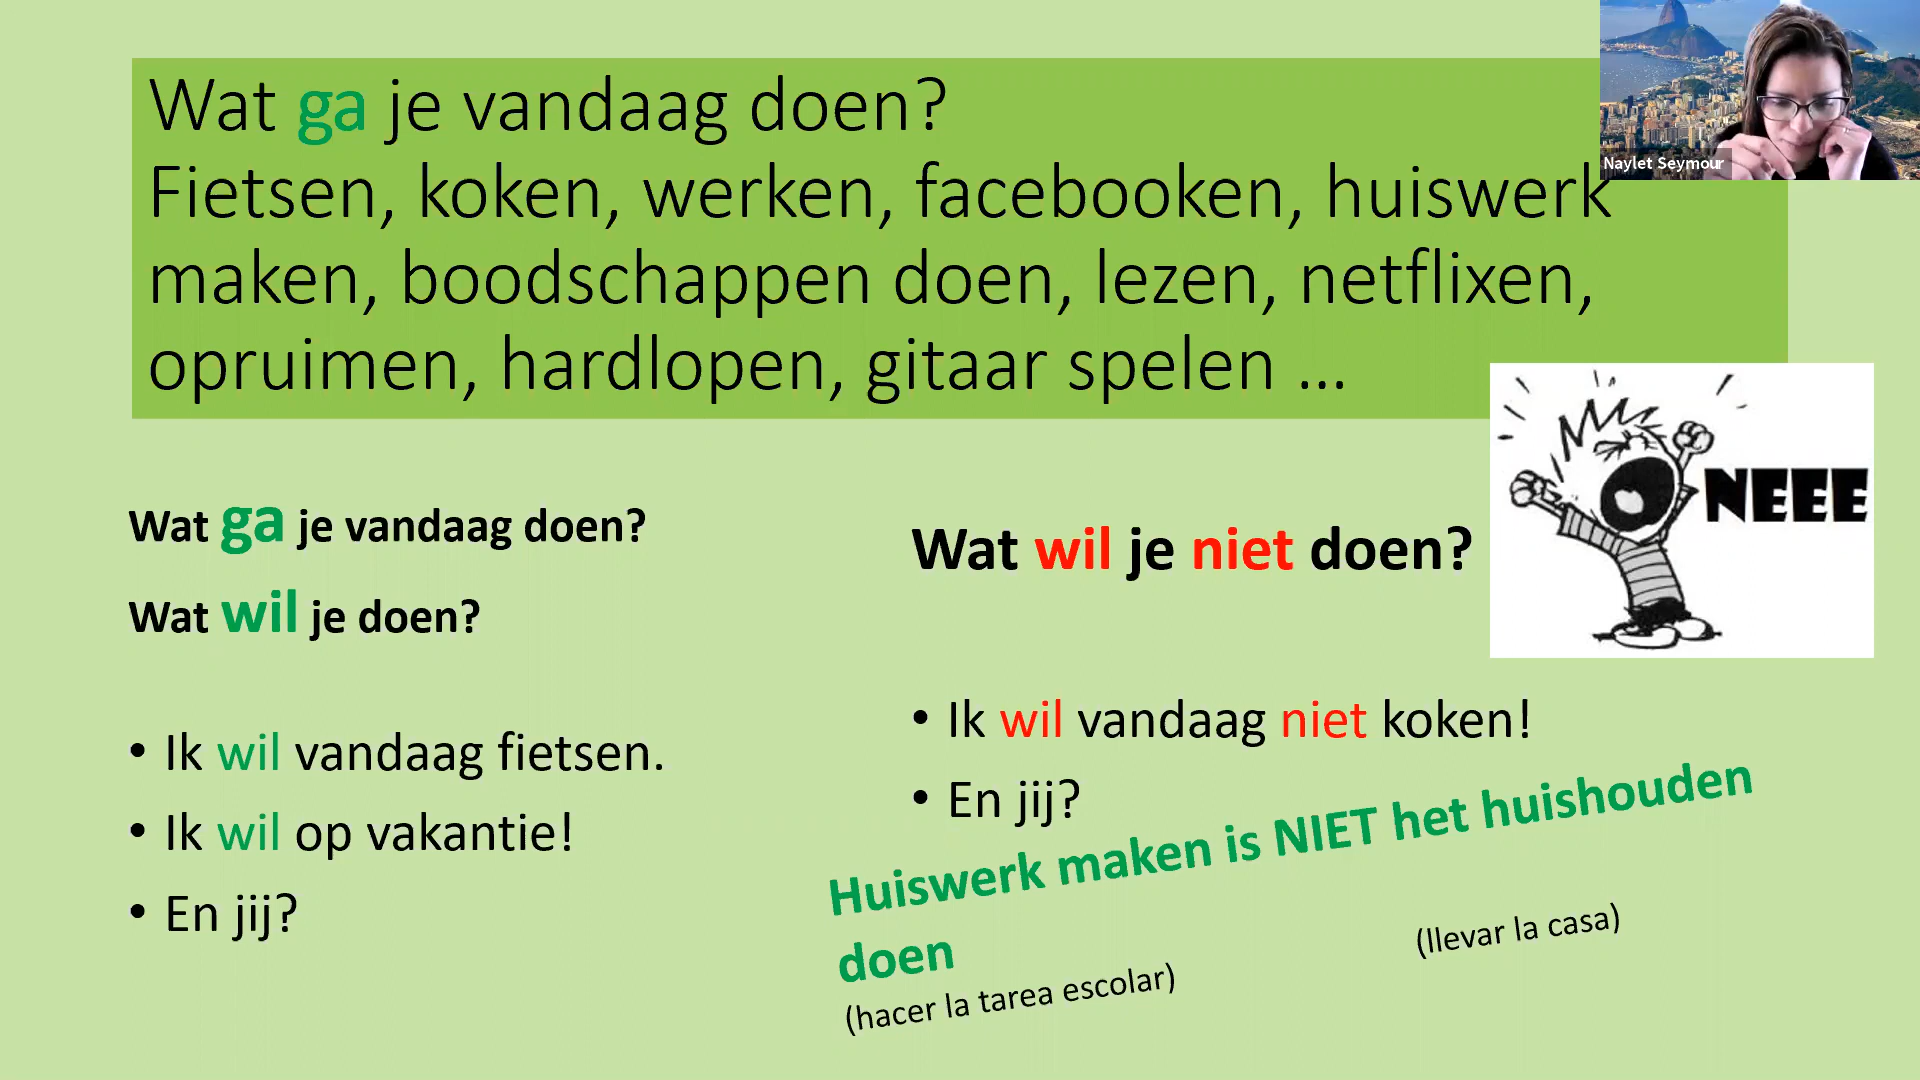 Wat ga je vandaag doen?
Fietsen, koken, werken, facebooken, huiswerk
maken, boodschappen doen, lezen, netflixen,
opruimen, hardlopen, gitaar spelen ...
Naylet Seymour
NEEE
Wat ga je vandaag doen?
Wat wil je doen?
• Ik wil vandaag fietsen.
• Ik wil op vakantie!
• En jij?
Wat wil je niet doen?
• Ik wil vandaag niet koken!
• En jij?
Huiswerk maken is NIET het huishouden
doen
(llevar la casa)
(hacer la tarea escolar)